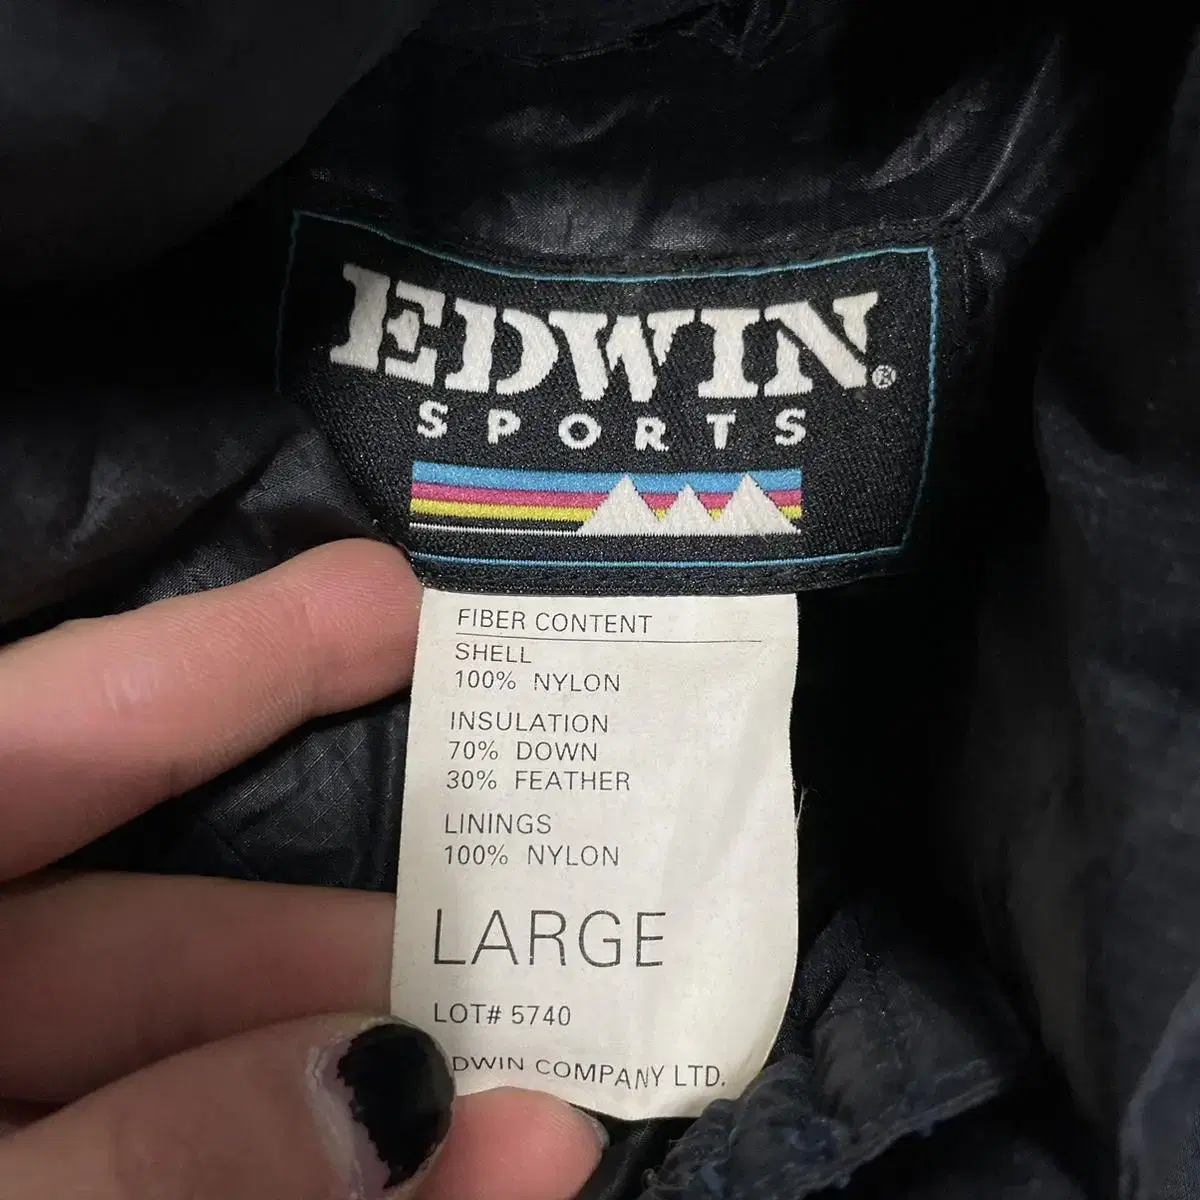 EDWIN®
SPORTS
FIBER CONTENT
SHELL
100% NYLON
INSULATION
70% DOWN
30% FEATHER
LININGS
100% NYLON
LARGE
LOT# 5740
DWIN COMPANY LTD.